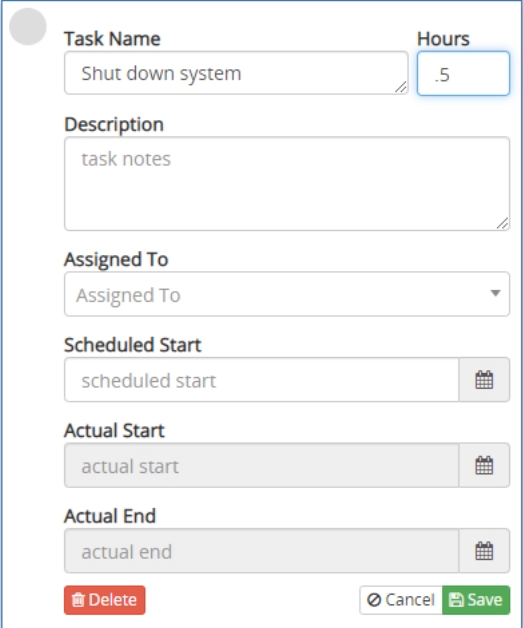 Task Name Hours
Shut down system .5
Description
task notes
Assigned To
Assigned To
Scheduled Start
scheduled start
Actual Start
actual start
Actual End
actual end
Delete Cancel Save